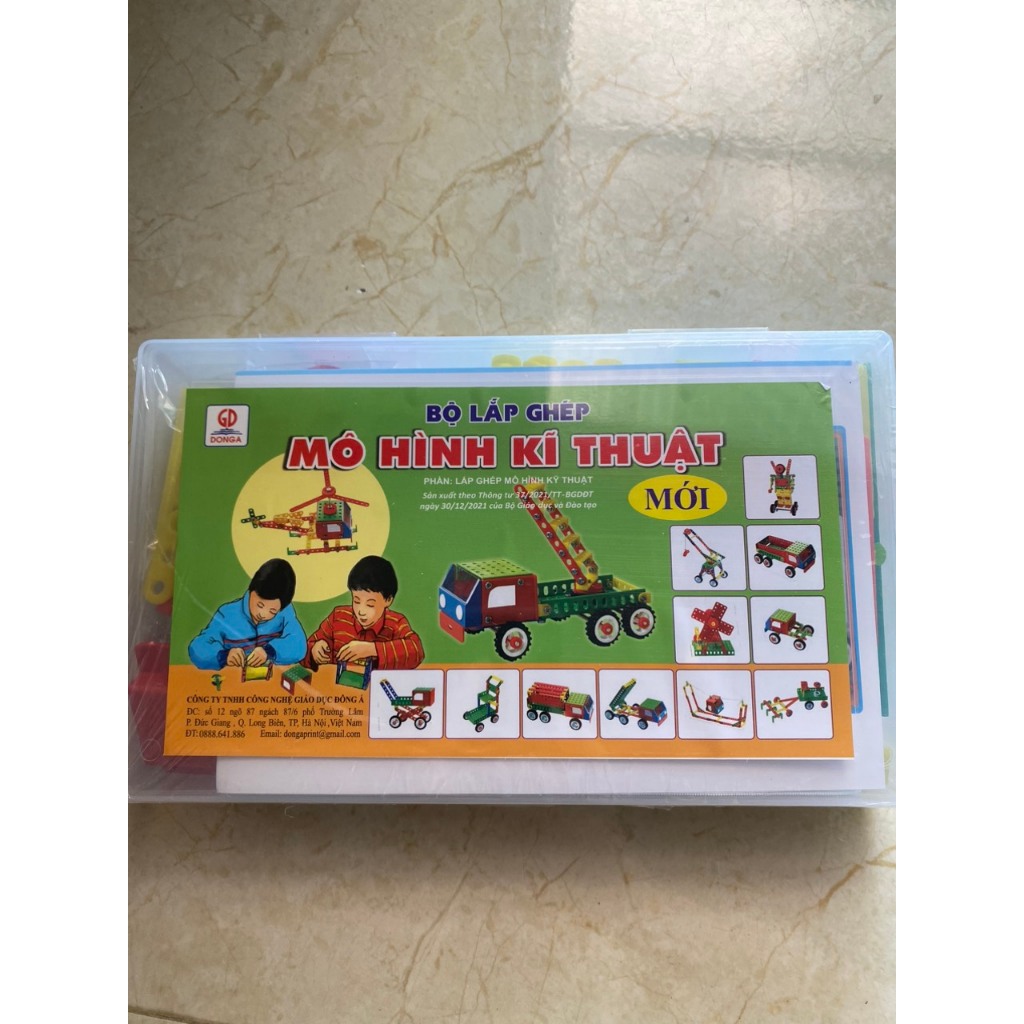 GD
DONGA
BỘ LẮP GHÉP
MÔ HÌNH KĨ THUẬT
PHẦN: LẮP GHÉP MÔ HÌNH KỸ THUẬT
Sản xuất theo Thông tư 37/2021/TT-BGDĐT
ngày 30/12/2021 của Bộ Giáo dục và Đào tạo
MỚI
CÔNG TY TNHH CÔNG NGHỆ GIÁO DỤC ĐÔNG Á
ĐC: số 12 ngõ 87 ngách 87/6 phố Trường Lâm
P. Đức Giang , Q. Long Biên, TP. Hà Nội ,Việt Nam
ĐT: 0888.641.886 Email: dongaprint@gmail.com